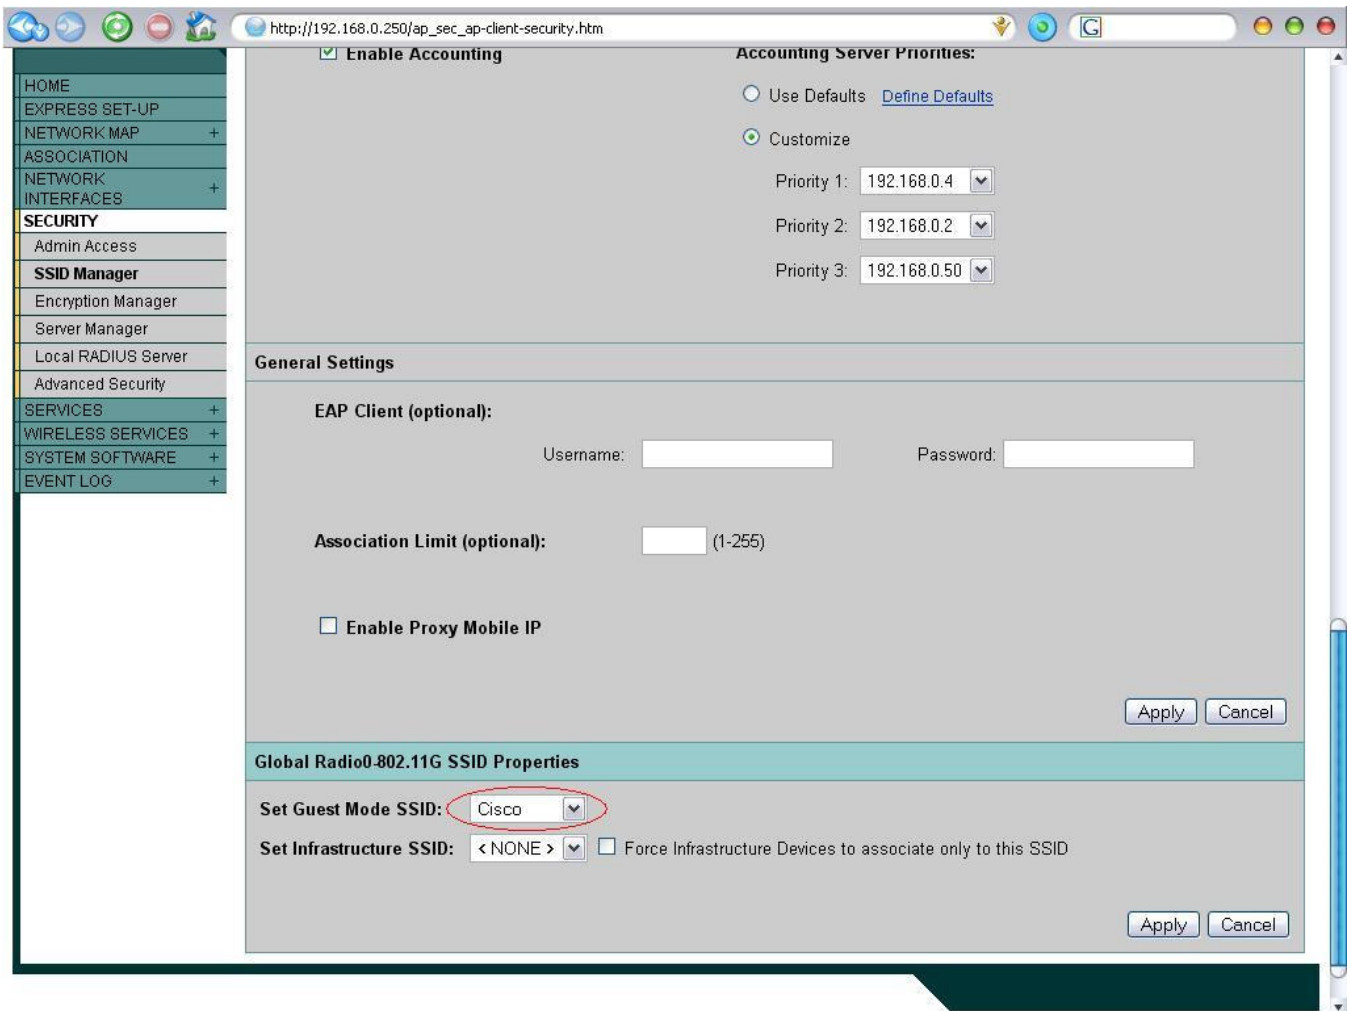 http://192.168.0.250/ap_sec_ap-client-security.htm
G
HOME
EXPRESS SET-UP
NETWORK MAP +
ASSOCIATION
NETWORK
INTERFACES +
SECURITY
Admin Access
SSID Manager
Encryption Manager
Server Manager
Local RADIUS Server
Advanced Security
SERVICES +
WIRELESS SERVICES +
SYSTEM SOFTWARE +
EVENT LOG +
Enable Accounting
Accounting Server Priorities:
Use Defaults Define Defaults
Customize
Priority 1: 192.168.0.4
Priority 2: 192.168.0.2
Priority 3: 192.168.0.50
General Settings
EAP Client (optional):
Username: Password:
Association Limit (optional): (1-255)
Enable Proxy Mobile IP
Apply Cancel
Global Radio0-802.11G SSID Properties
Set Guest Mode SSID: Cisco
Set Infrastructure SSID: < NONE > Force Infrastructure Devices to associate only to this SSID
Apply Cancel